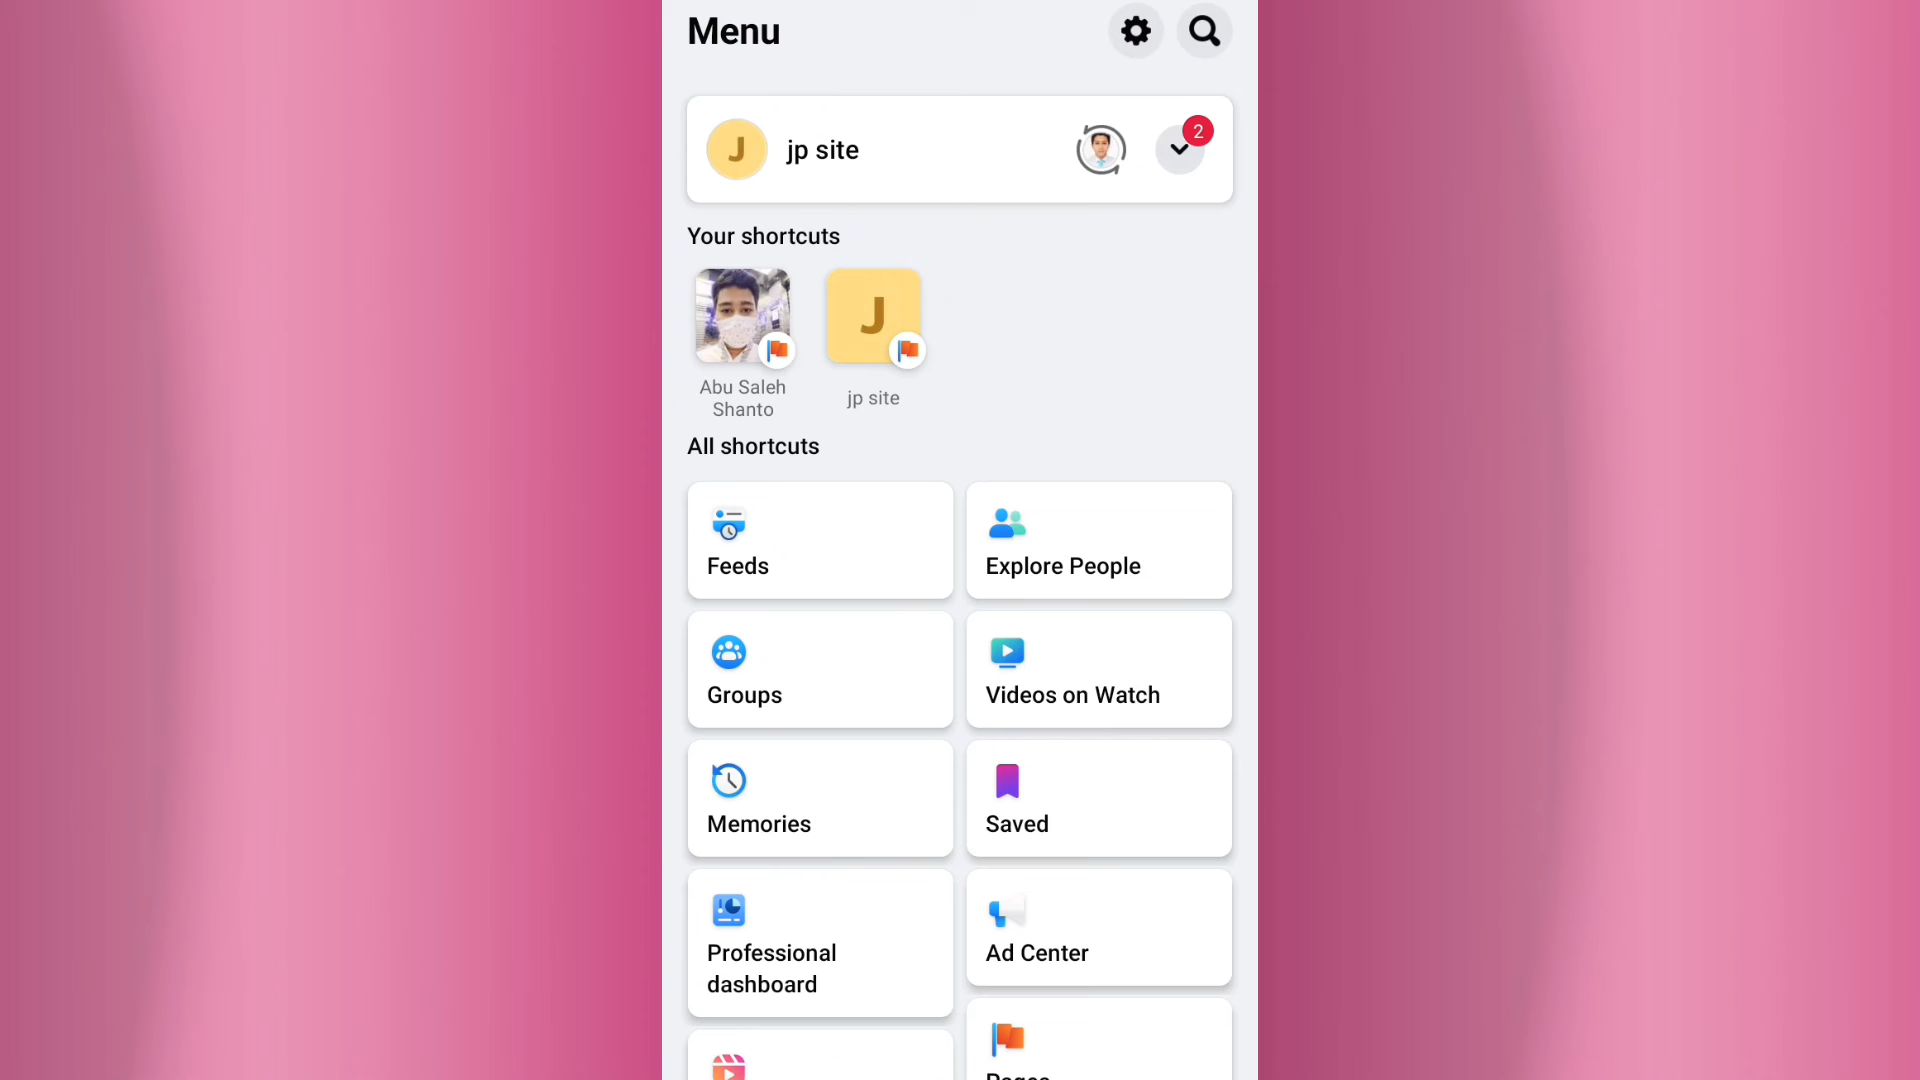 Menu
J
jp site
2
Your shortcuts
J
Abu Saleh
Shanto
jp site
All shortcuts
Feeds
Explore People
Groups
Videos on Watch
Memories
Saved
Professional
dashboard
Ad Center
Pages